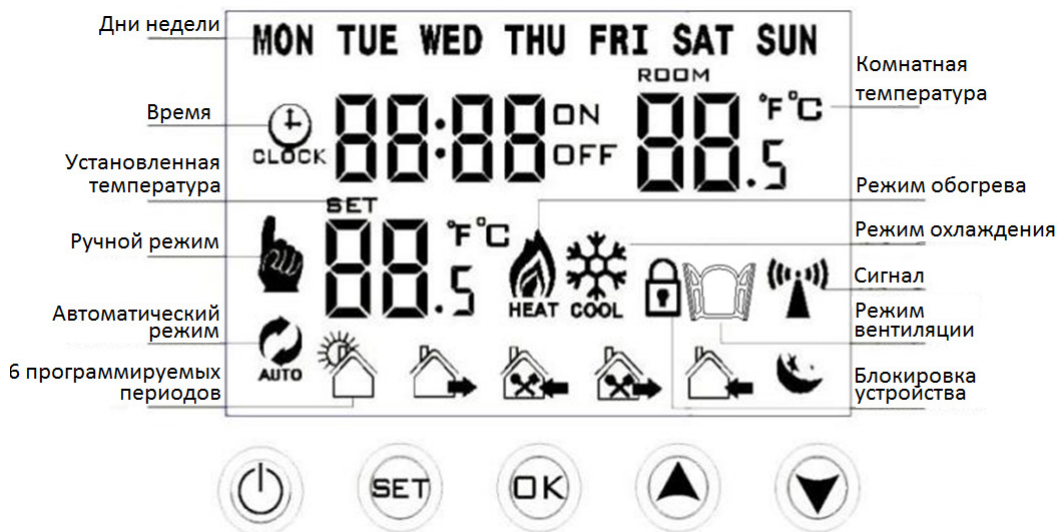 Дни недели
MON TUE WED THU FRI SAT SUN
ROOM
Комнатная
температура
Время
CLOCK
88:88
ON
OFF
88.5
°F°C
Установленная
температура
SET
88.5
°F°C
Режим обогрева
Ручной режим
Режим охлаждения
HEAT
COOL
Сигнал
Автоматический
режим
AUTO
Режим
вентиляции
6 программируемых
периодов
Блокировка
устройства
SET
OK